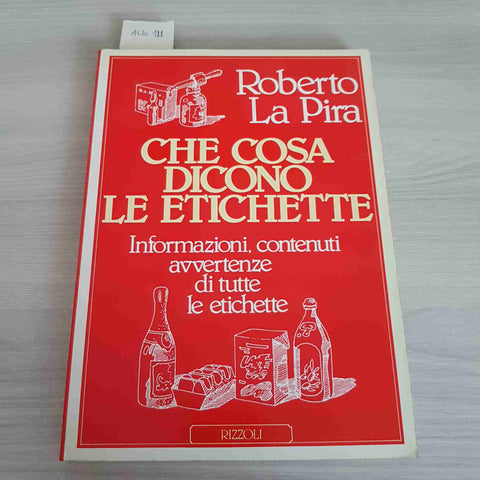 Roberto
La Pira
CHE COSA
DICONO
LE ETICHETTE
Informazioni, contenuti
avvertenze
di tutte
le etichette
RIZZOLI